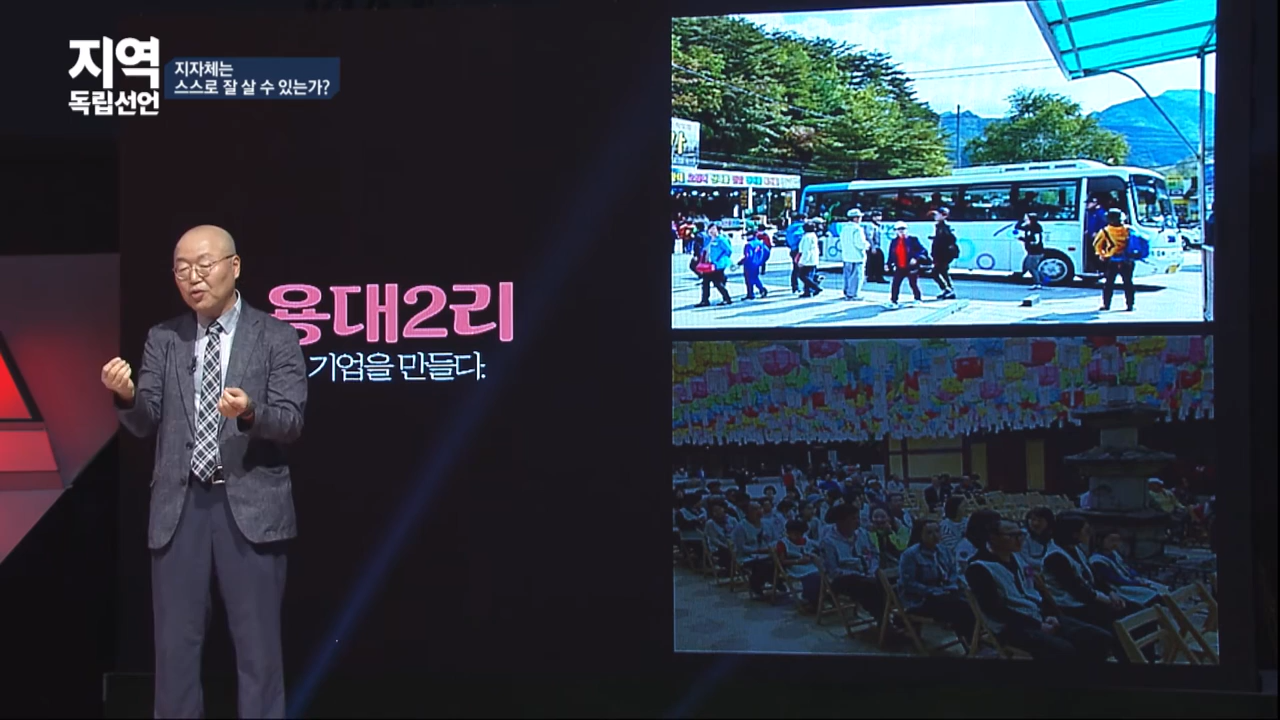 지역
독립선언
지자체는
스스로 잘 살 수 있는가?
용대2리
기업을 만들다: